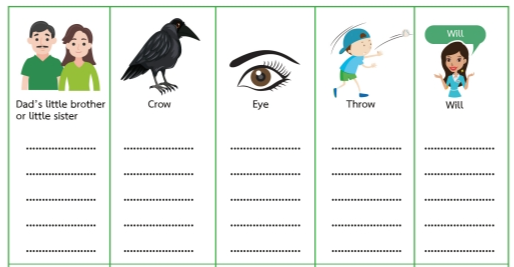 Will
Dad's little brother
or little sister
Crow
Eye
Throw
Will